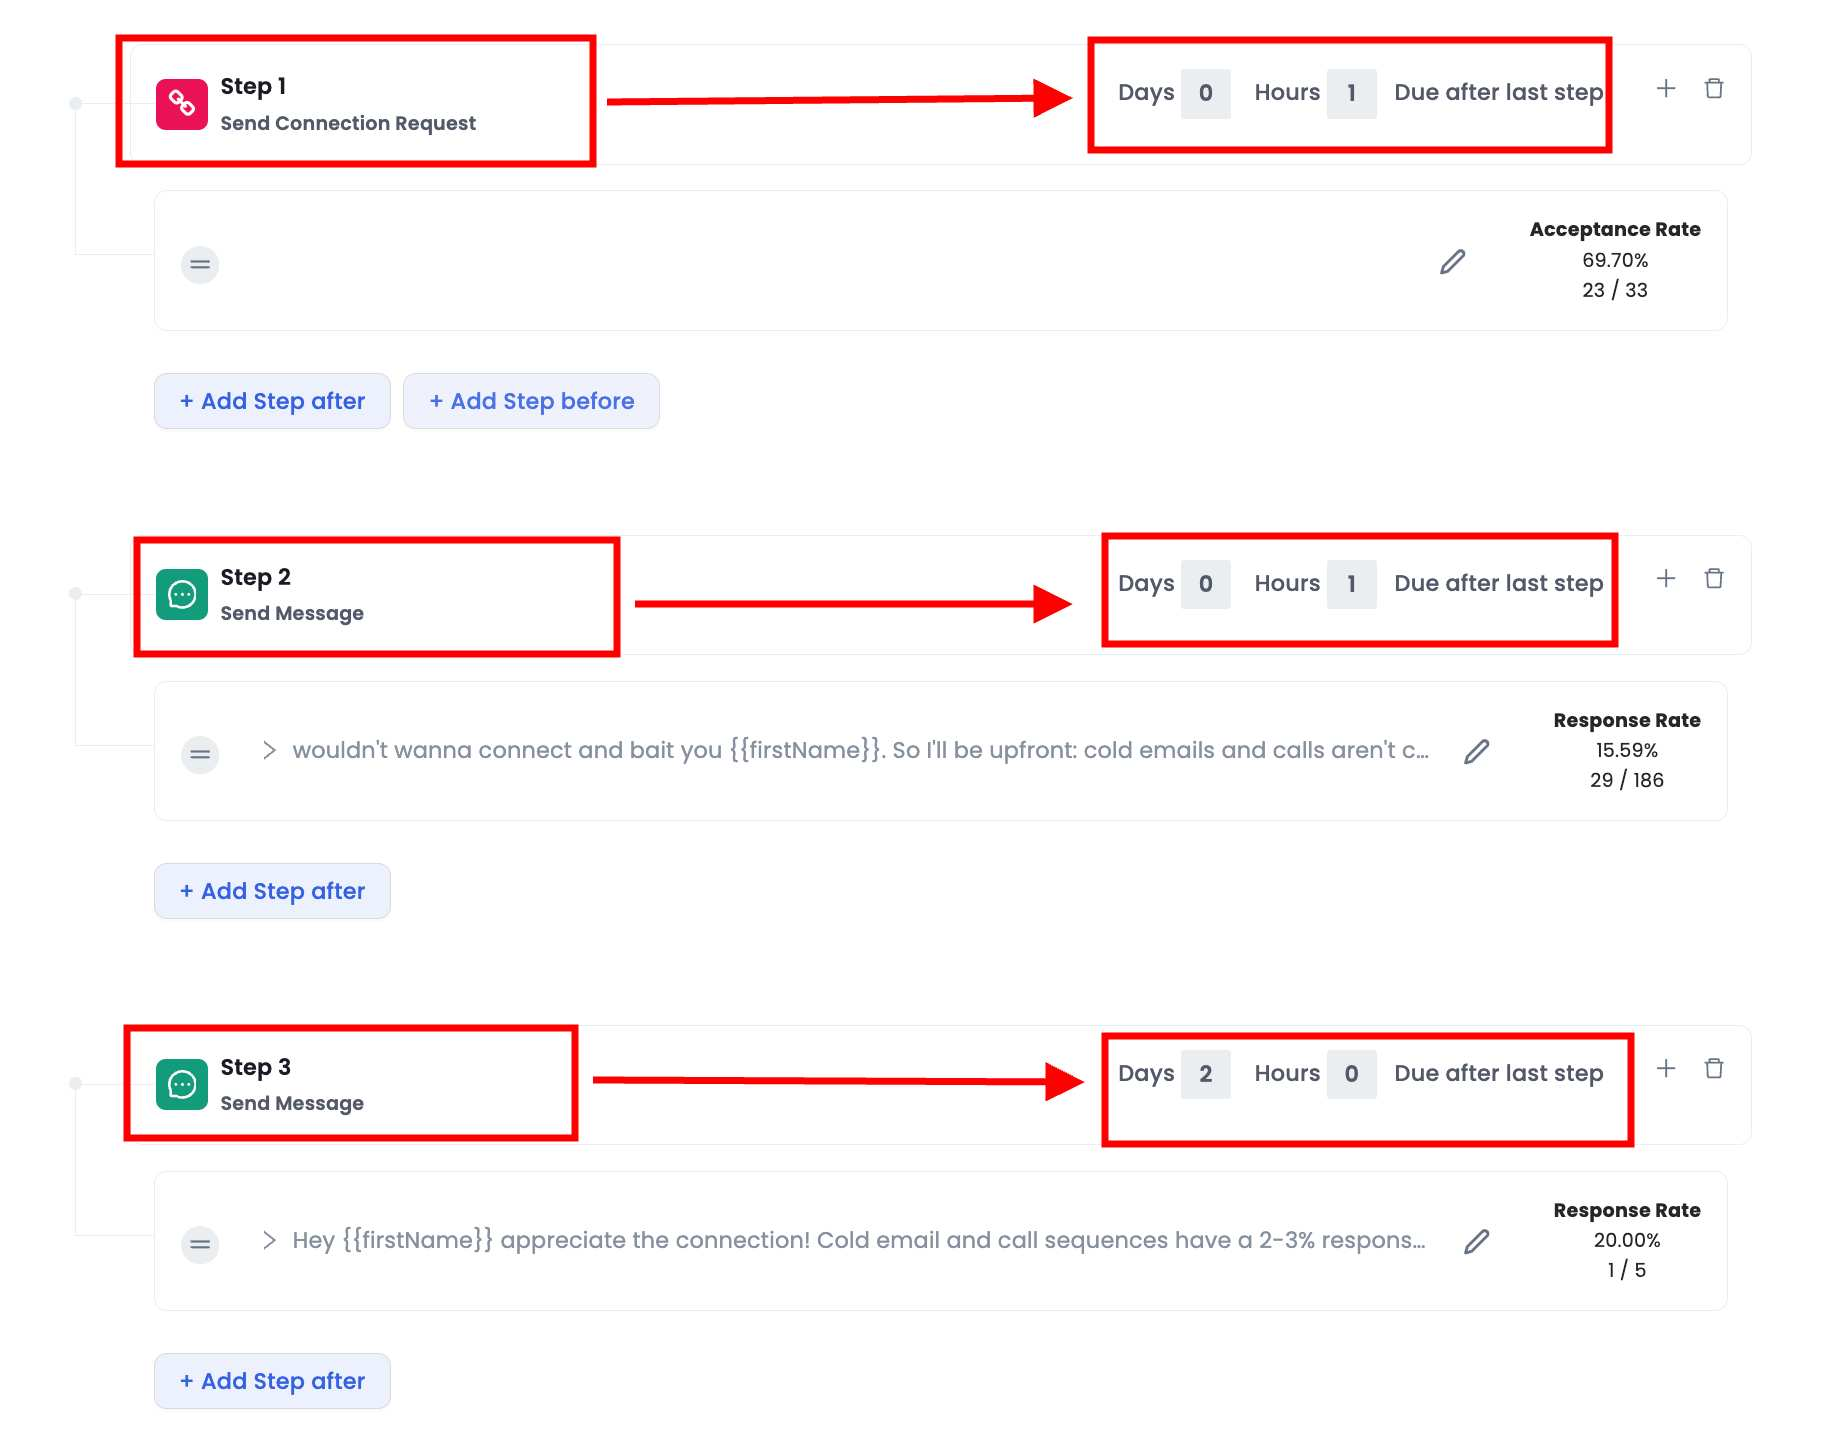 Step 1
Send Connection Request
Days 0 Hours 1 Due after last step
Acceptance Rate
69.70%
23 / 33
+ Add Step after
+ Add Step before
Step 2
Send Message
Days 0 Hours 1 Due after last step
> wouldn't wanna connect and bait you {{firstName}}. So I'll be upfront: cold emails and calls aren't c...
Response Rate
15.59%
29 / 186
+ Add Step after
Step 3
Send Message
Days 2 Hours 0 Due after last step
> Hey {{firstName}} appreciate the connection! Cold email and call sequences have a 2-3% respons...
Response Rate
20.00%
1 / 5
+ Add Step after